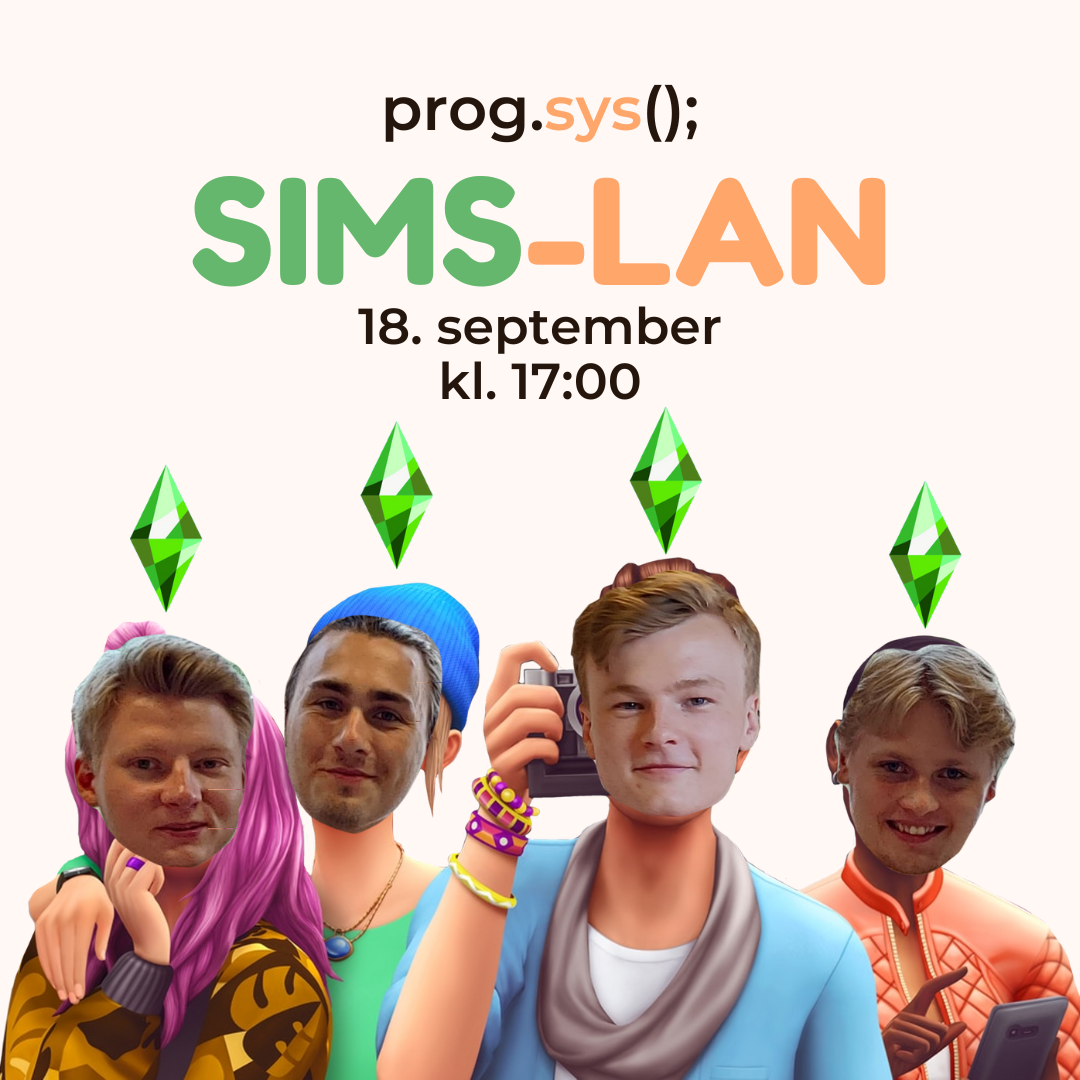 prog.sys();
SIMS-LAN
18. september
kl. 17:00